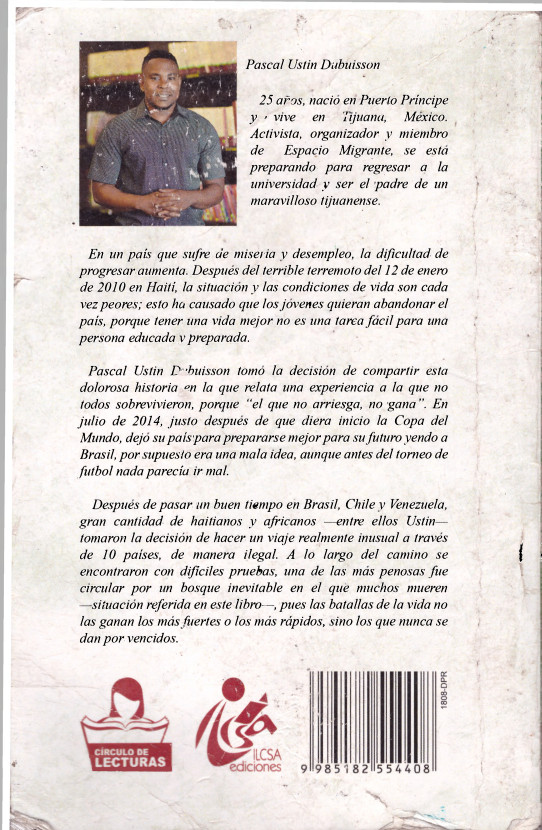 Pascal Ustin Dubuisson
25 años, nació en Puerto Príncipe
y vive en Tijuana, México.
Activista, organizador y miembro
de Espacio Migrante, se está
preparando para regresar a la
universidad y ser el padre de un
maravilloso tijuanense.
En un país que sufre de miseria y desempleo, la dificultad de
progresar aumenta. Después del terrible terremoto del 12 de enero
de 2010 en Haití, la situación y las condiciones de vida son cada
vez peores; esto ha causado que los jóvenes quieran abandonar el
país, porque tener una vida mejor no es una tarea fácil para una
persona educada y preparada.
Pascal Ustin Dubuisson tomó la decisión de compartir esta
dolorosa historia en la que relata una experiencia a la que no
todos sobrevivieron, porque “el que no arriesga, no gana”. En
julio de 2014, justo después de que diera inicio la Copa del
Mundo, dejó su país para prepararse mejor para su futuro yendo a
Brasil, por supuesto era una mala idea, aunque antes del torneo de
futbol nada parecía ir mal.
Después de pasar un buen tiempo en Brasil, Chile y Venezuela,
gran cantidad de haitianos y africanos —entre ellos Ustin—
tomaron la decisión de hacer un viaje realmente inusual a través
de 10 países, de manera ilegal. A lo largo del camino se
encontraron con difíciles pruebas, una de las más penosas fue
circular por un bosque inevitable en el que muchos mueren
—situación referida en este libro—, pues las batallas de la vida no
las ganan los más fuertes o los más rápidos, sino los que nunca se
dan por vencidos.
CÍRCULO DE
LECTURAS
ILCSA
ILCSA
ediciones
1808-DPR
9 985182 554408